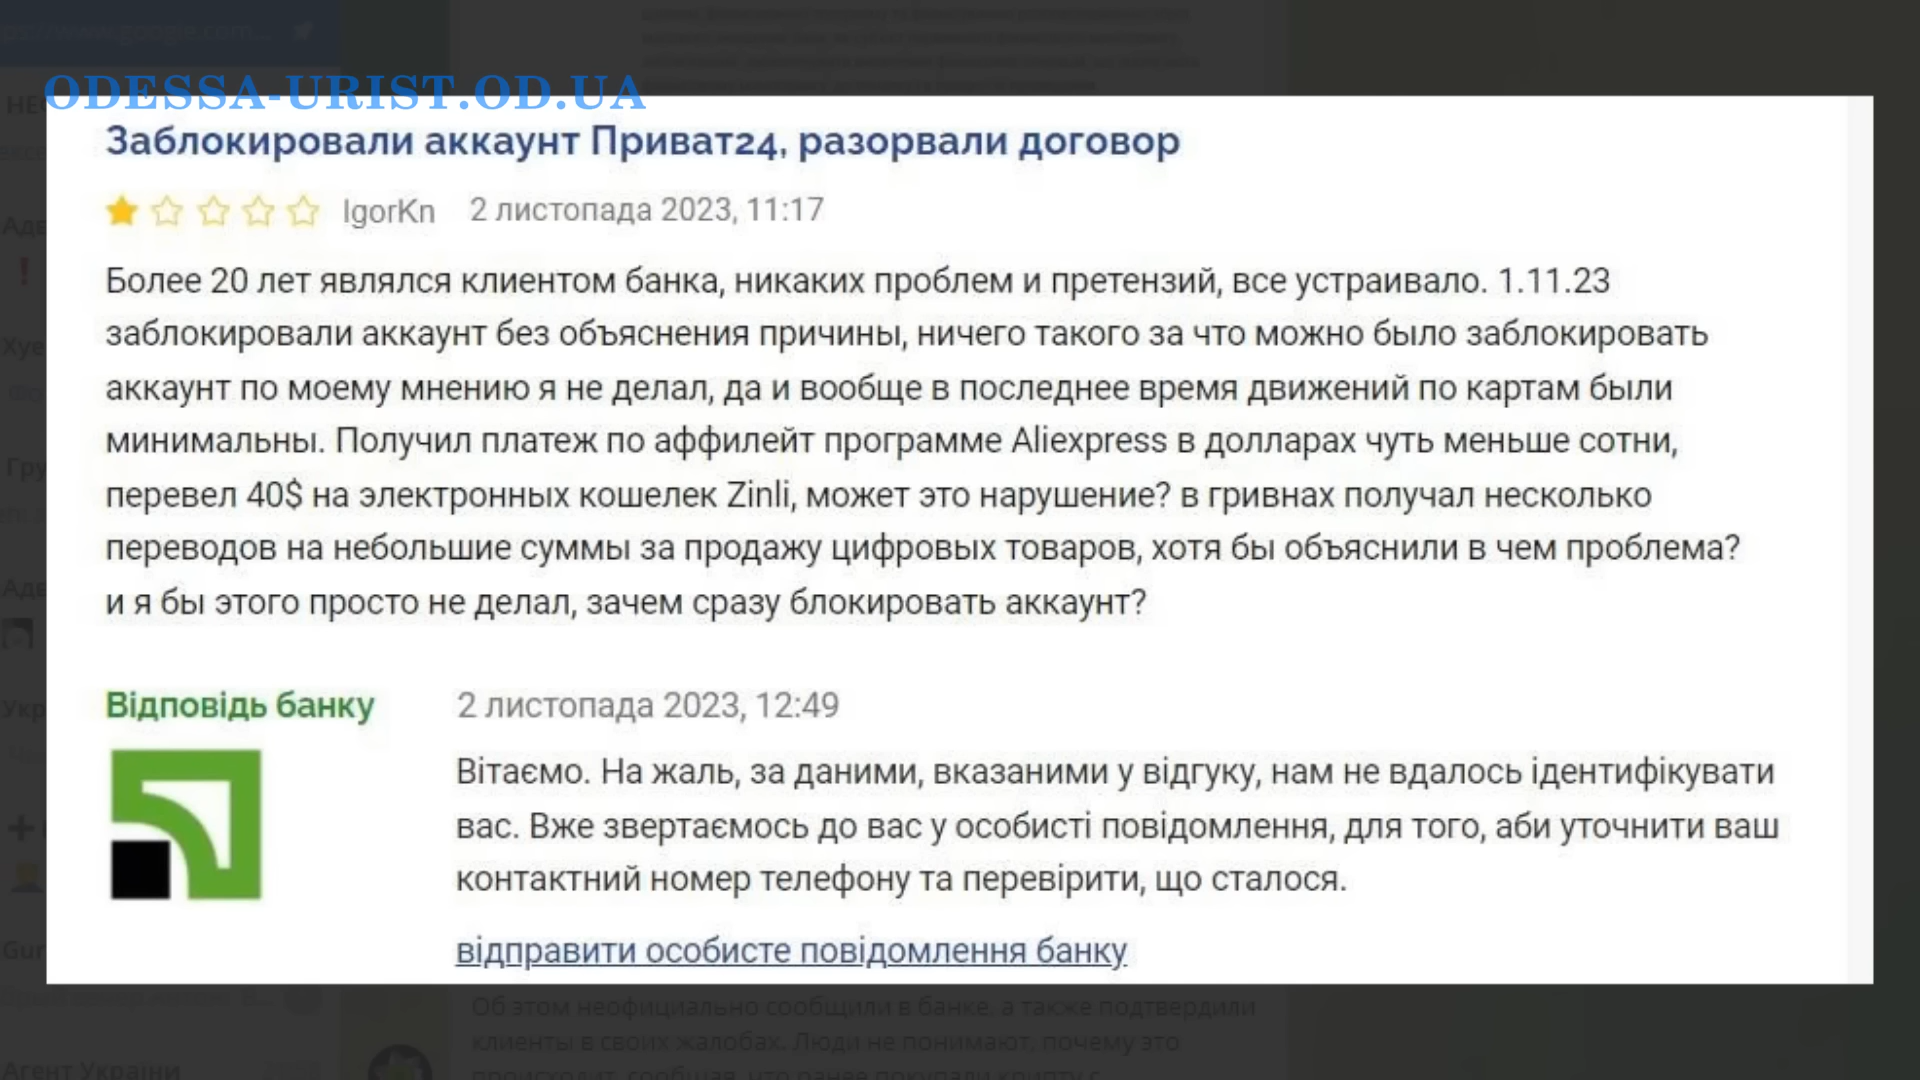 ODESSA-URIST.OD.UA
Заблокировали аккаунт Приват24, разорвали договор
IgorKn 2 листопада 2023, 11:17
Более 20 лет являлся клиентом банка, никаких проблем и претензий, все устраивало. 1.11.23
заблокировали аккаунт без объяснения причины, ничего такого за что можно было заблокировать
аккаунт по моему мнению я не делал, да и вообще в последнее время движений по картам были
минимальны. Получил платеж по аффилейт программе Aliexpress в долларах чуть меньше сотни,
перевел 40$ на электронных кошелек Zinli, может это нарушение? в гривнах получал несколько
переводов на небольшие суммы за продажу цифровых товаров, хотя бы объяснили в чем проблема?
и я бы этого просто не делал, зачем сразу блокировать аккаунт?
Відповідь банку 2 листопада 2023, 12:49
Вітаємо. На жаль, за даними, вказаними у відгуку, нам не вдалось ідентифікувати
вас. Вже звертаємось до вас у особисті повідомлення, для того, аби уточнити ваш
контактний номер телефону та перевірити, що сталося.
відправити особисте повідомлення банку
Об этом неофициально сообщили в банке, а также подтвердили
клиенты в своих жалобах. Люди не понимают, почему это
Агент України